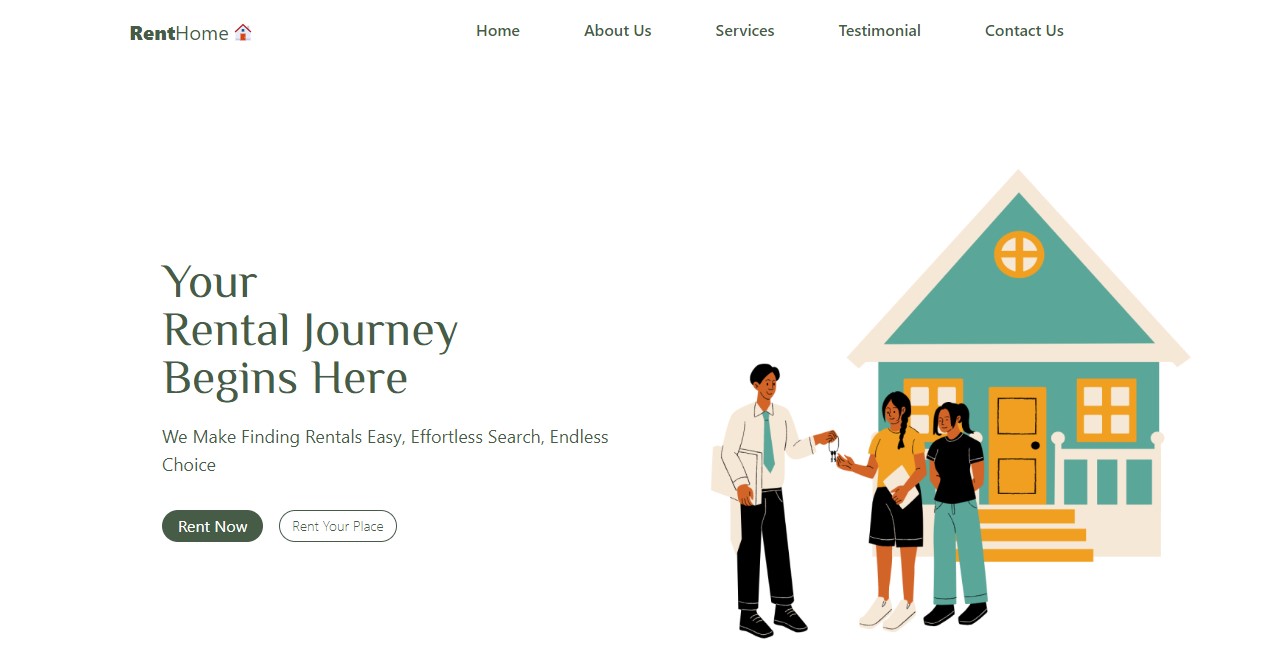 RentHome
Home About Us Services Testimonial Contact Us
Your
Rental Journey
Begins Here
We Make Finding Rentals Easy, Effortless Search, Endless
Choice
Rent Now Rent Your Place